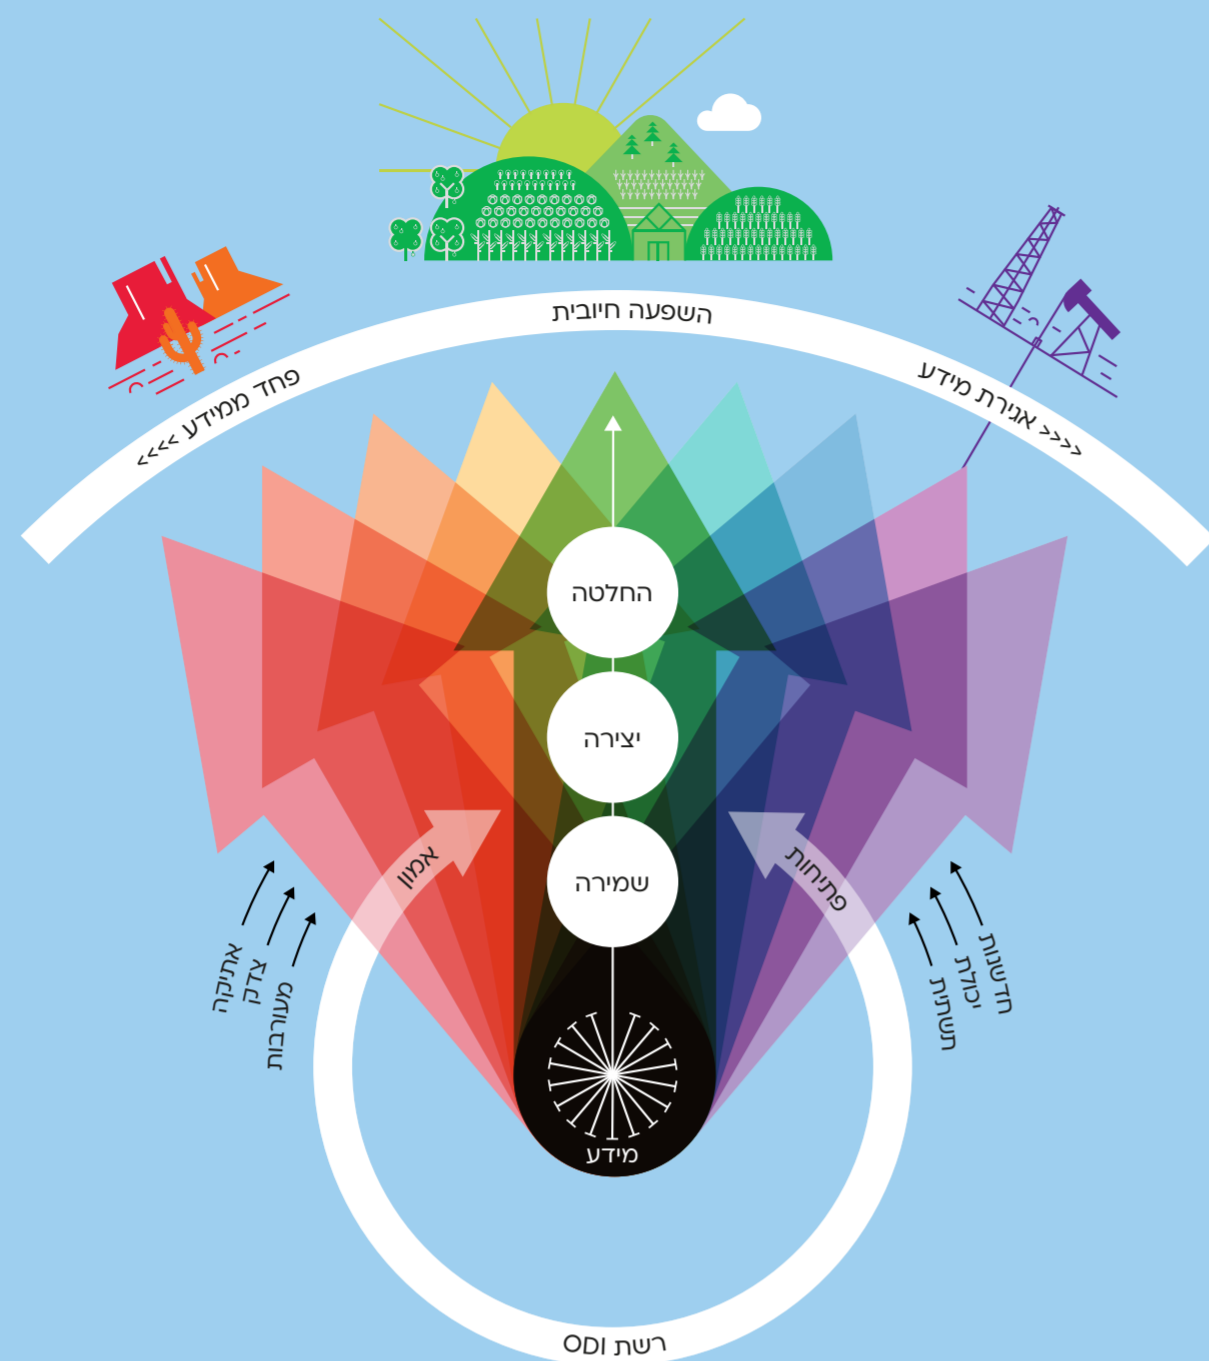 השפעה חיובית
אגירת מידע >>>>
פחד ממידע <<<<
החלטה
יצירה
שמירה
פתיחות
אמון
חדשנות
יכולת
תשתית
אתיקה
צדק
מעורבות
מידע
רשת ODI